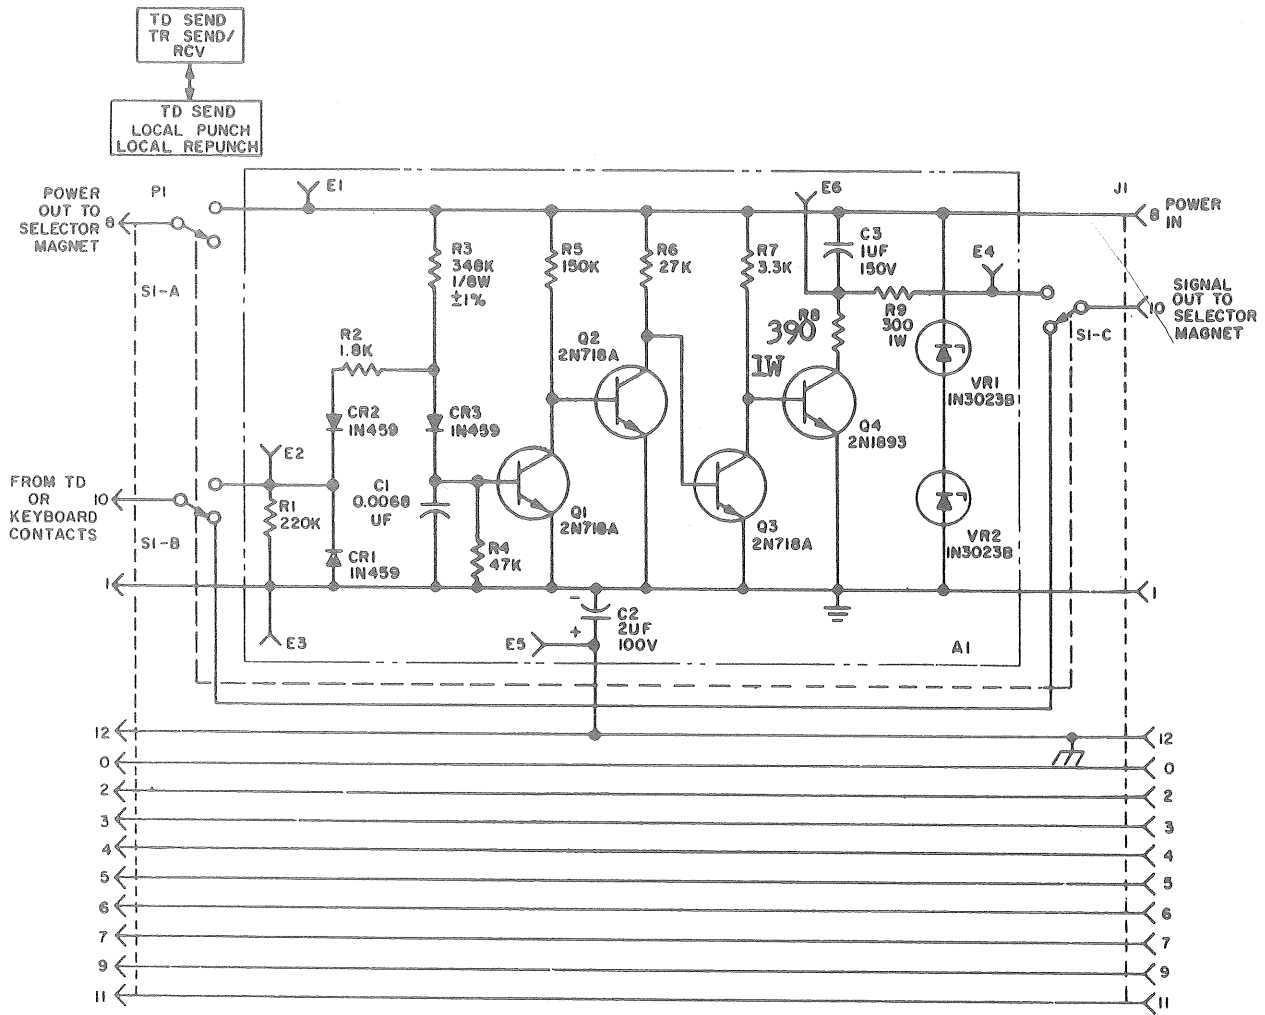 TD SEND
TR SEND/
RCV
TD SEND
LOCAL PUNCH
LOCAL REPUNCH
POWER
OUT TO
SELECTOR
MAGNET
8
P1
S1-A
E1
E6
J1
8
POWER
IN
R3
348K
1/8W
±1%
R5
150K
R6
27K
R7
3.3K
C3
1UF
150V
E4
SIGNAL
OUT TO
SELECTOR
MAGNET
10
S1-C
R9
300
1W
R8
390
1W
R2
1.8K
Q2
2N718A
VR1
1N3023B
CR2
1N459
CR3
1N459
Q4
2N1893
E2
FROM TD
OR
KEYBOARD
CONTACTS
10
S1-B
R1
220K
C1
0.0068
UF
Q1
2N718A
Q3
2N718A
VR2
1N3023B
CR1
1N459
R4
47K
1
1
E3
-
+
C2
2UF
100V
E5
A1
12
12
0
0
2
2
3
3
4
4
5
5
6
6
7
7
9
9
11
11